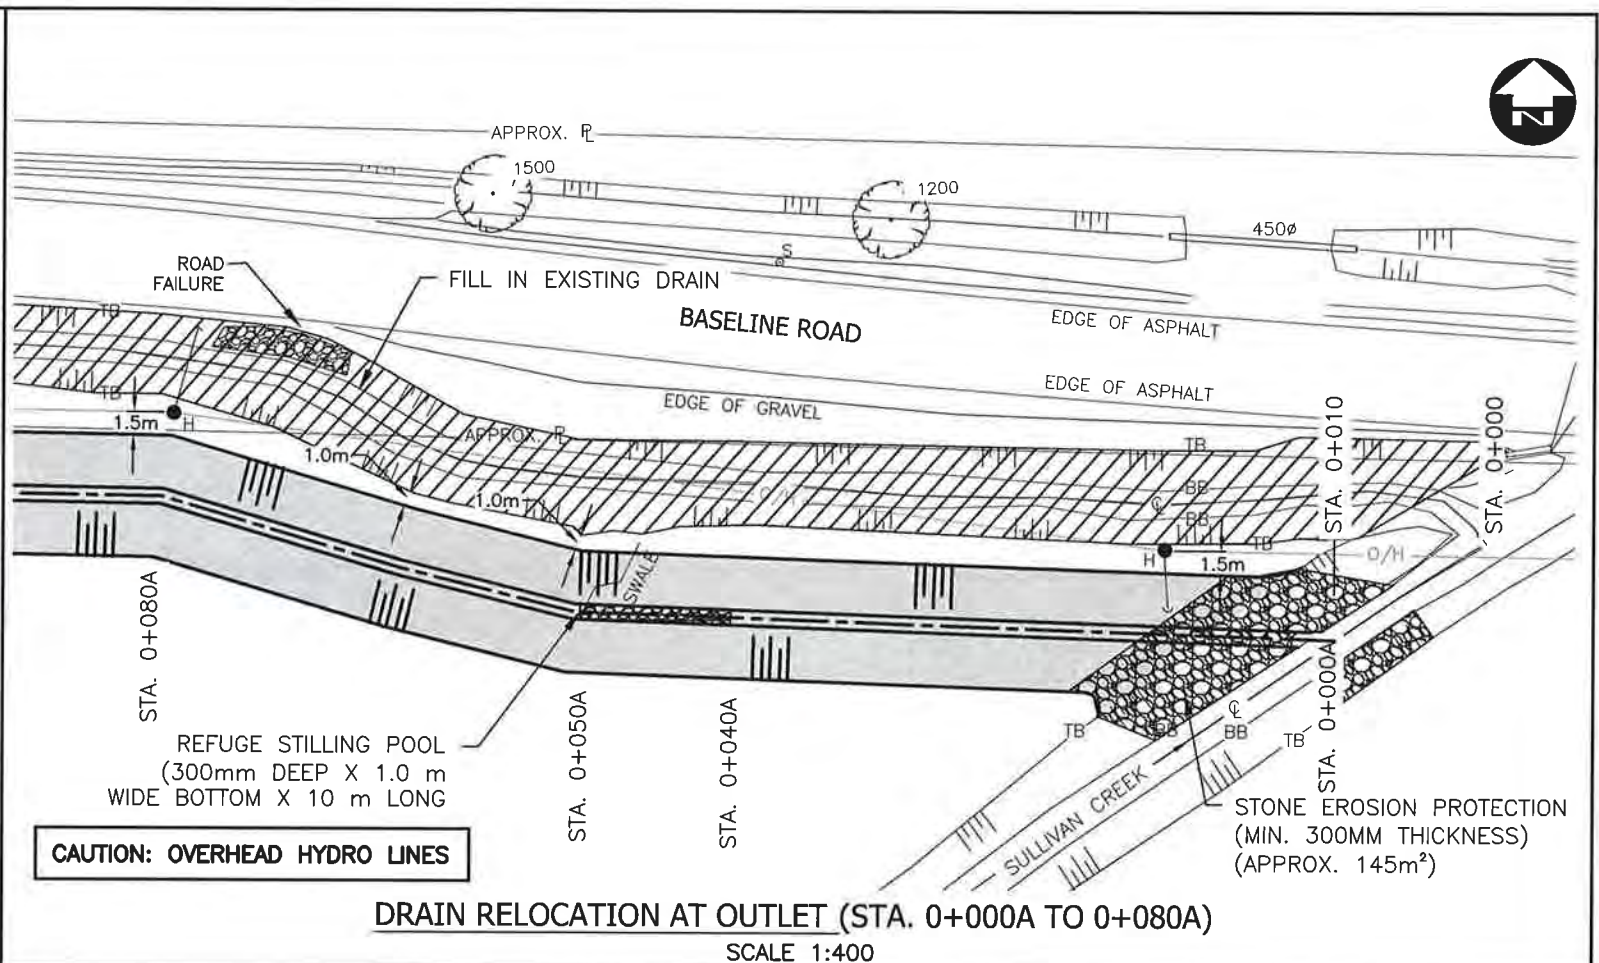 N
APPROX. ⅊
1500
1200
450ø
S
ROAD
FAILURE
FILL IN EXISTING DRAIN
BASELINE ROAD
EDGE OF ASPHALT
TB
EDGE OF ASPHALT
EDGE OF GRAVEL
TB
1.5m
H
APPROX. ⅊
1.0m
TB
STA. 0+010
STA. 0+000
1.0m
BB
℄
BB
TB
O/H
H
1.5m
SWALE
STA. 0+080A
STA. 0+050A
STA. 0+040A
STA. 0+000A
REFUGE STILLING POOL
(300mm DEEP X 1.0 m
WIDE BOTTOM X 10 m LONG
TB
BB
℄
BB
TB
SULLIVAN CREEK
STONE EROSION PROTECTION
(MIN. 300MM THICKNESS)
(APPROX. 145m²)
CAUTION: OVERHEAD HYDRO LINES
DRAIN RELOCATION AT OUTLET (STA. 0+000A TO 0+080A)
SCALE 1:400